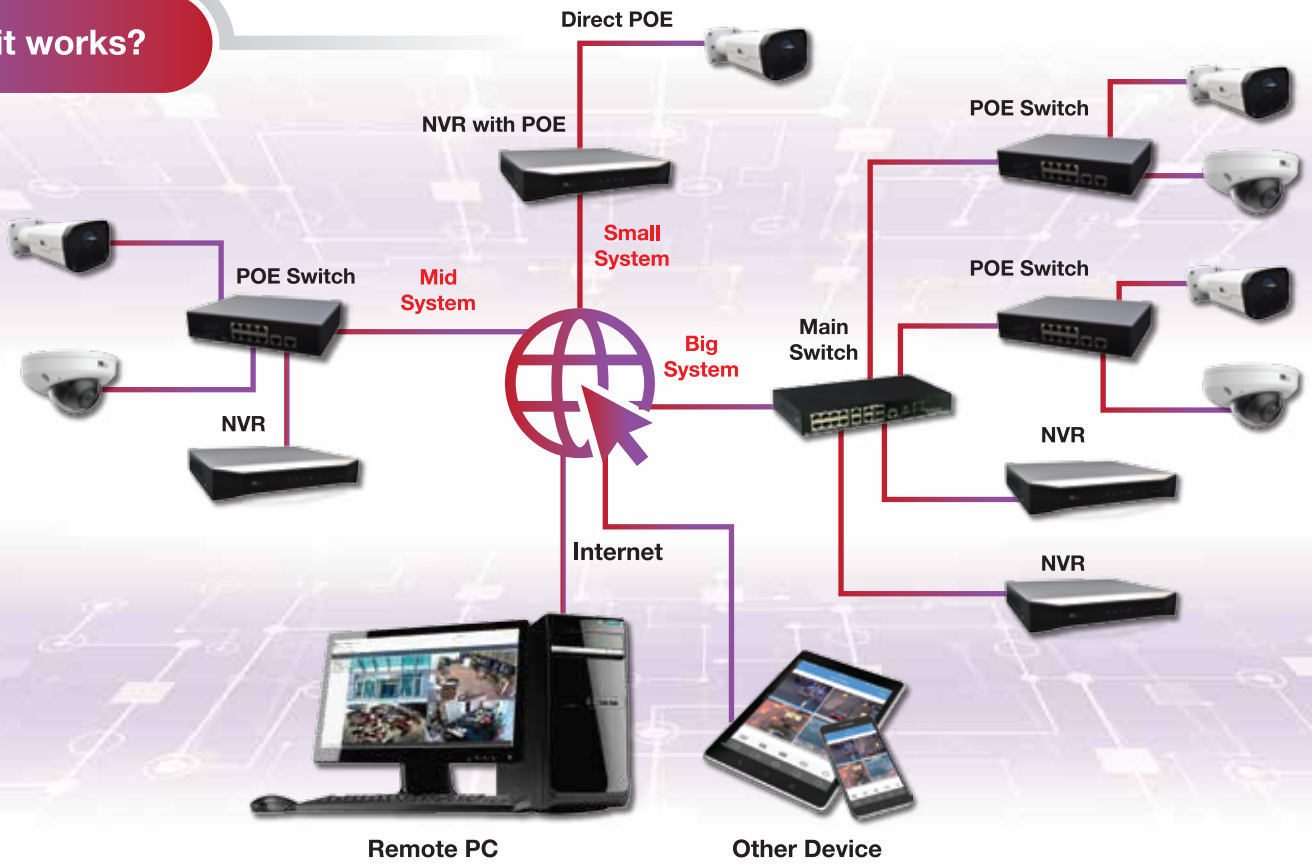 it works?
Direct POE
NVR with POE
POE Switch
Small
System
POE Switch
Mid
System
POE Switch
Main
Switch
Big
System
NVR
NVR
Internet
NVR
Remote PC
Other Device